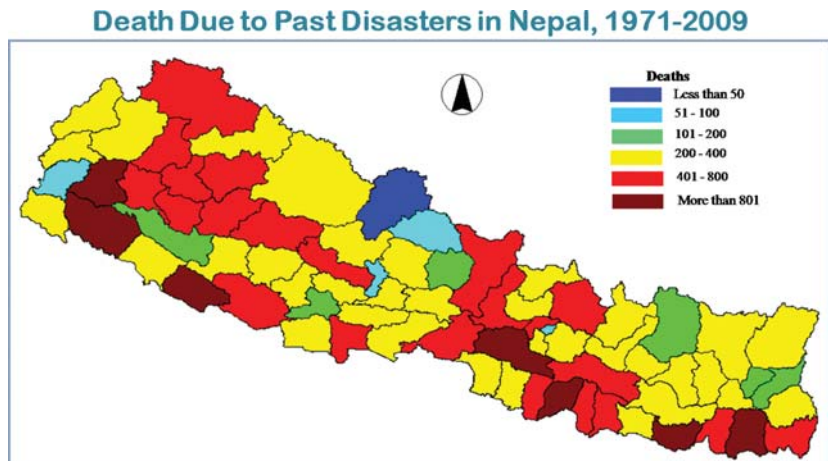 Death Due to Past Disasters in Nepal, 1971-2009
Deaths
Less than 50
51 - 100
101 - 200
200 - 400
401 - 800
More than 801